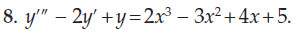 8. y′″ − 2y′ + y = 2x³ − 3x² + 4x + 5.